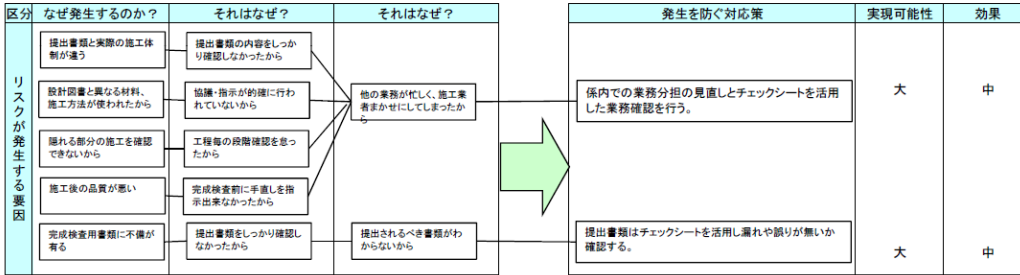 区分 なぜ発生するのか？ それはなぜ？ それはなぜ？ 発生を防ぐ対応策 実現可能性 効果
リスクが発生する要因
提出書類と実際の施工体
制が違う
提出書類の内容をしっか
り確認しなかったから
設計図書と異なる材料、
施工方法が使われたから
協議・指示が的確に行わ
れていないから
他の業務が忙しく、施工業
者まかせにしてしまったか
ら
係内での業務分担の見直しとチェックシートを活用
した業務確認を行う。
大 中
隠れる部分の施工を確認
できないから
工程毎の段階確認を怠っ
たから
施工後の品質が悪い
完成検査前に手直しを指
示出来なかったから
完成検査用書類に不備が
有る
提出書類をしっかり確認し
なかったから
提出されるべき書類がわ
からないから
提出書類はチェックシートを活用し漏れや誤りが無いか
確認する。
大 中